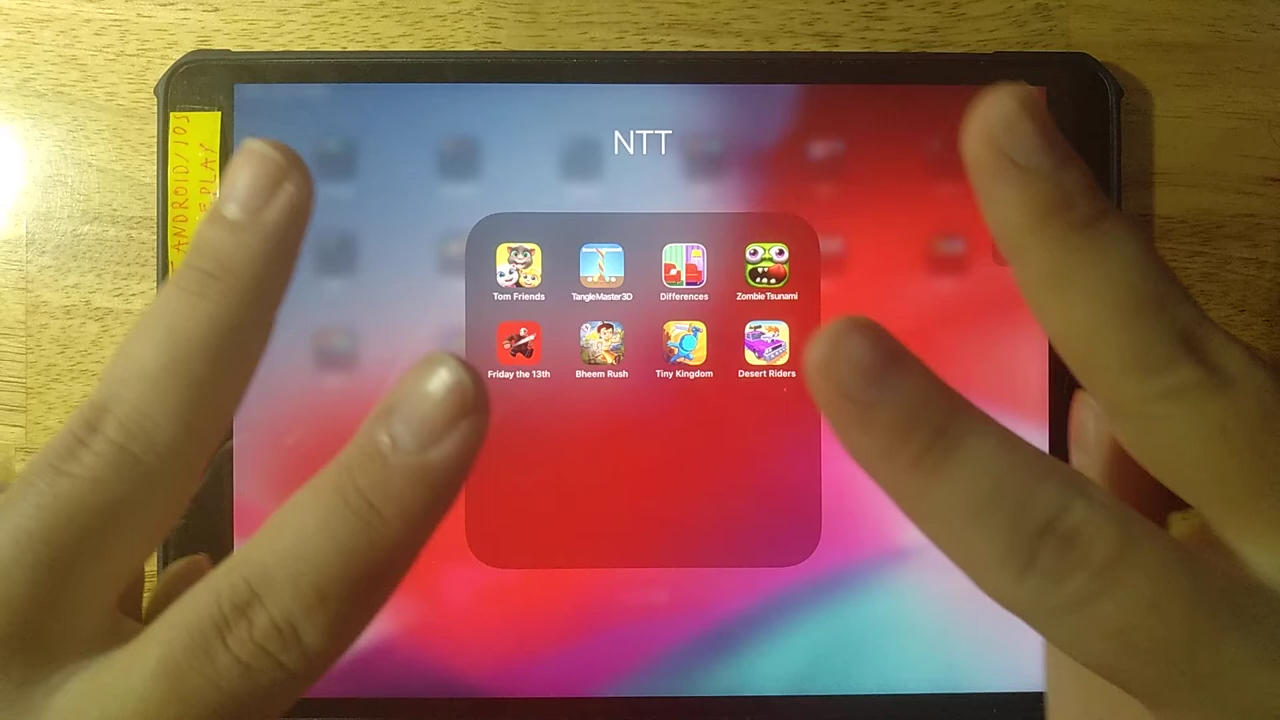 NTT
Tom Friends
TangleMaster3D
Differences
Zombie Tsunami
Friday the 13th
Bheem Rush
Tiny Kingdom
Desert Riders
ANDROID/IOS
PLAY